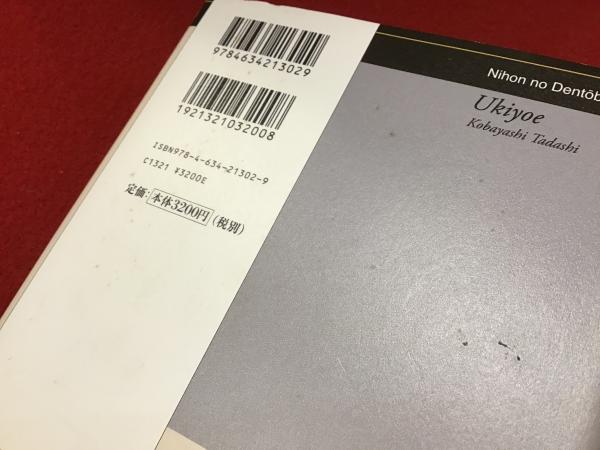 9784634213029
1921321032008
ISBN978-4-634-21302-9
C1321 ¥3200E
定価:本体3200円(税別)
Nihon no Dentōb
Ukiyoe
Kobayashi Tadashi